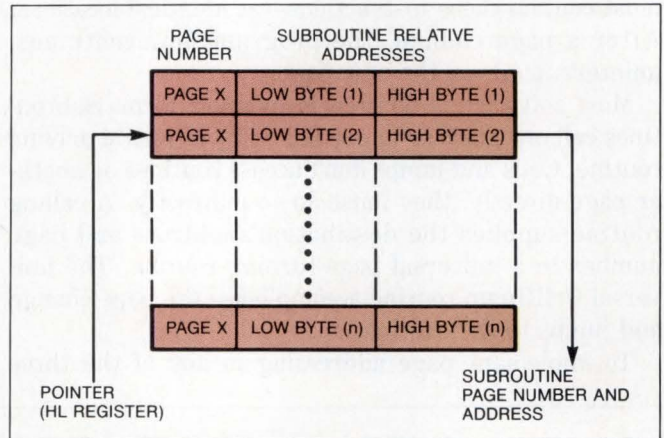 PAGE NUMBERS
SUBROUTINE RELATIVE ADDRESSES
PAGE X LOW BYTE (1) HIGH BYTE (1)
PAGE X LOW BYTE (2) HIGH BYTE (2)
PAGE X LOW BYTE (n) HIGH BYTE (n)
POINTER
(HL REGISTER)
SUBROUTINE
PAGE NUMBER AND
ADDRESS